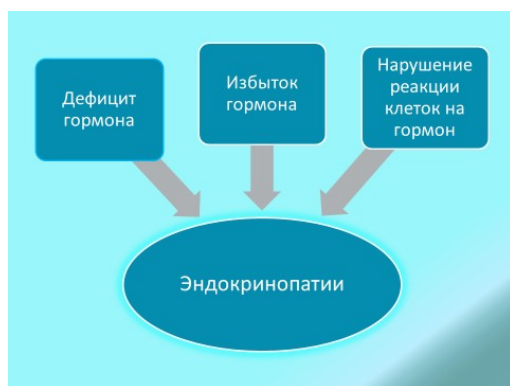 Дефицит
гормона
Избыток
гормона
Нарушение
реакции
клеток на
гормон
Эндокринопатии